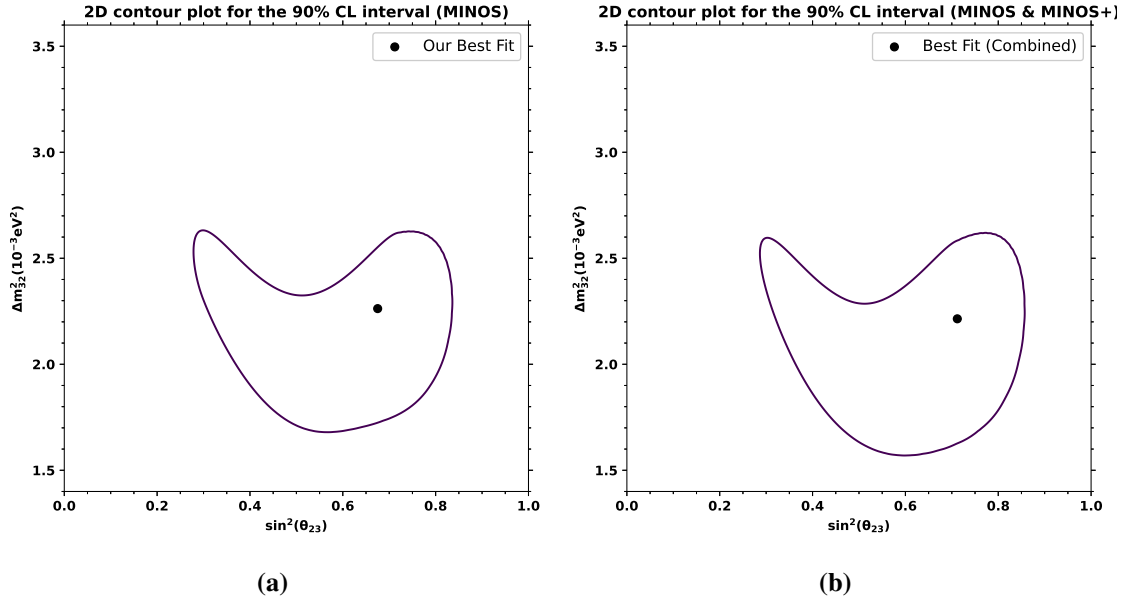 2D contour plot for the 90% CL interval (MINOS)
Our Best Fit
3.5
3.0
2.5
2.0
1.5
Δm²₃₂(10⁻³eV²)
0.0 0.2 0.4 0.6 0.8 1.0
sin²(θ₂₃)
(a)
2D contour plot for the 90% CL interval (MINOS & MINOS+)
Best Fit (Combined)
3.5
3.0
2.5
2.0
1.5
Δm²₃₂(10⁻³eV²)
0.0 0.2 0.4 0.6 0.8 1.0
sin²(θ₂₃)
(b)